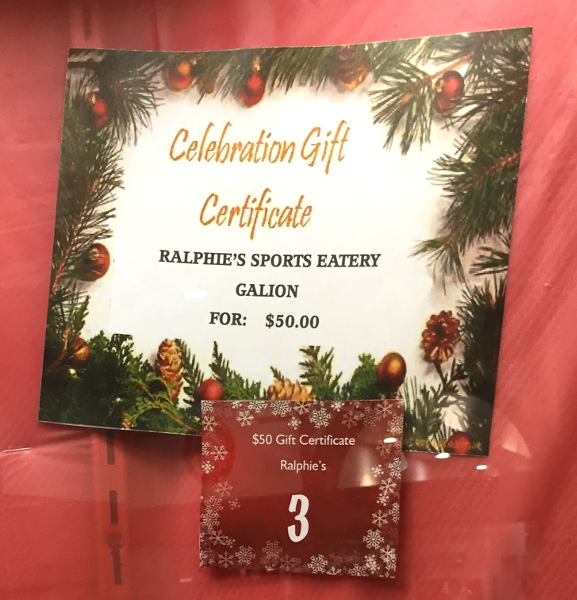 Celebration Gift
Certificate
RALPHIE'S SPORTS EATERY
GALION
FOR: $50.00
$50 Gift Certificate
Ralphie's
3